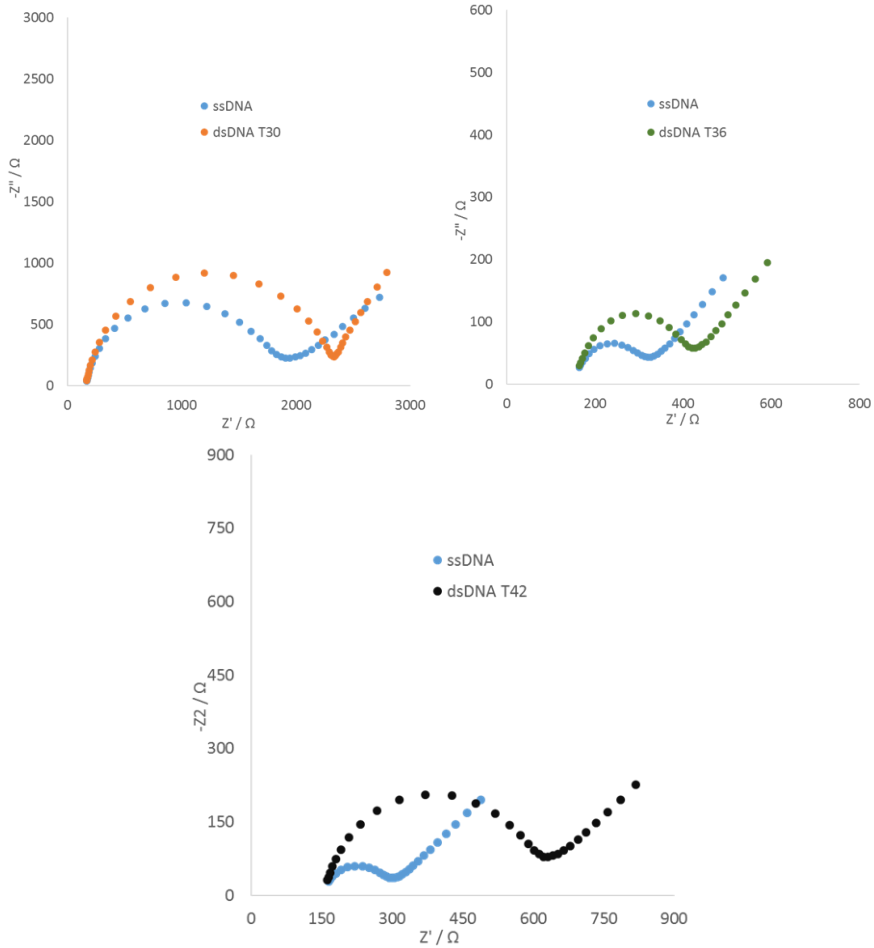 3000
2500
2000
1500
1000
500
0
-Z" / Ω
ssDNA
dsDNA T30
0 1000 2000 3000
Z' / Ω
600
500
400
300
200
100
0
-Z" / Ω
ssDNA
dsDNA T36
0 200 400 600 800
Z' / Ω
900
750
600
450
300
150
0
-Z2 / Ω
ssDNA
dsDNA T42
0 150 300 450 600 750 900
Z' / Ω